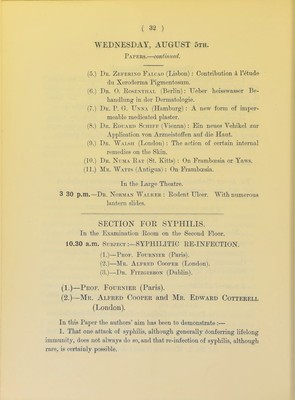 ( 32 )
WEDNESDAY, AUGUST 5TH.
PAPERS.—continued.
(5.) DR. ZEFERINO FALCAO (Lisbon) : Contribution à l'étude
du Xeroderma Pigmentosum.
(6.) DR. O. ROSENTHAL (Berlin): Ueber heisswasser Be-
handlung in der Dermatologie.
(7.) DR. P. G. UNNA (Hamburg): A new form of imper-
meable medicated plaster.
(8.) DR. EDUARD SCHIFF (Vienna) : Ein neues Vehikel zur
Application von Arzneistoffen auf die Haut.
(9.) DR. WALSH (London): The action of certain internal
remedies on the Skin.
(10.) DR. NUMA RAT (St. Kitts) : On Framboesia or Yaws.
(11.) MR. WATTS (Antigua) : On Framboesia.
In the Large Theatre.
3 30 p.m.—DR. NORMAN WALKER : Rodent Ulcer. With numerous
lantern slides.
SECTION FOR SYPHILIS.
In the Examination Room on the Second Floor.
10.30 a.m. SUBJECT :—SYPHILITIC RE-INFECTION.
(1.)—PROF. FOURNIER (Paris).
(2.)—MR. ALFRED COOPER (London).
(3.)—DR. FITZGIBBON (Dublin).
(1.)—PROF. FOURNIER (Paris).
(2.)—MR. ALFRED COOPER and MR. EDWARD COTTERELL
(London).
In this Paper the authors' aim has been to demonstrate :—
1. That one attack of syphilis, although generally conferring lifelong
immunity, does not always do so, and that re-infection of syphilis, although
rare, is certainly possible.